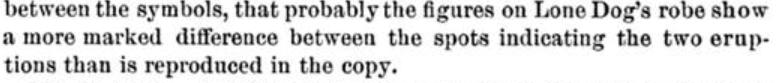 between the symbols, that probably the figures on Lone Dog's robe show
a more marked difference between the spots indicating the two erup-
tions than is reproduced in the copy.